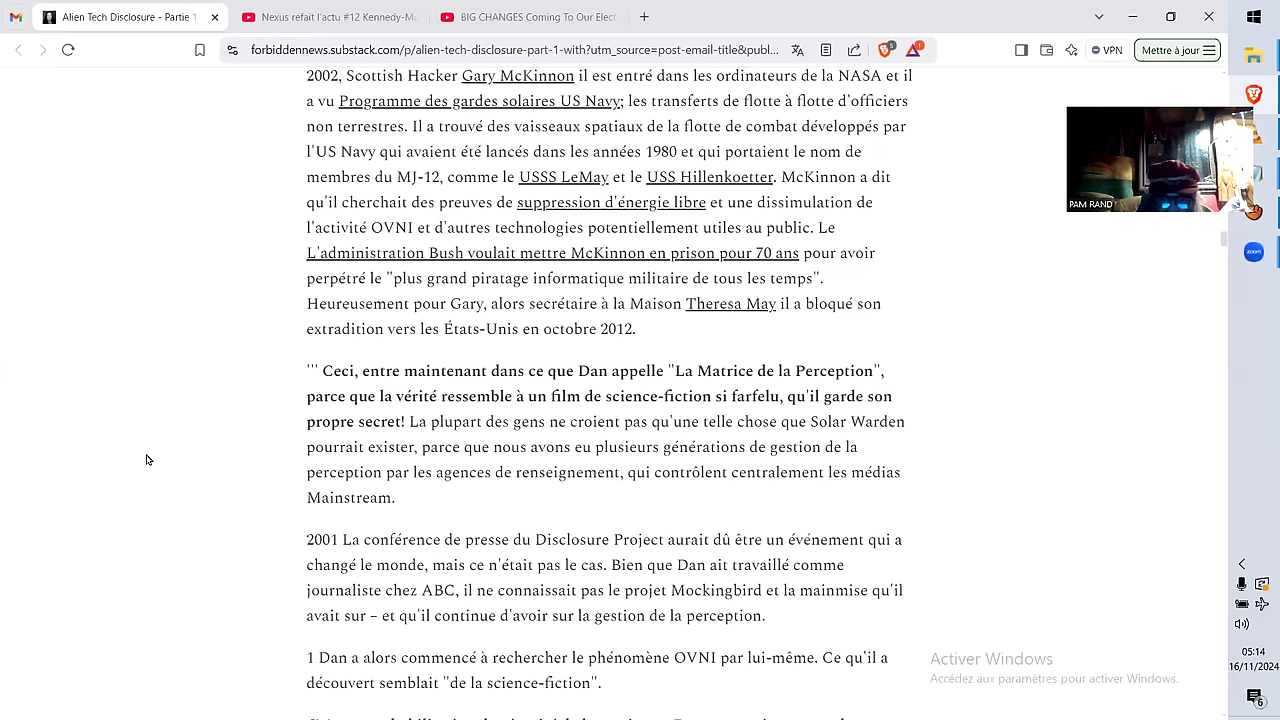 Alien Tech Disclosure - Partie 1
Nexus refait l'actu #12 Kennedy-Mu
BIG CHANGES Coming To Our Elect
forbiddennews.substack.com/p/alien-tech-disclosure-part-1-with?utm_source=post-email-title&publ...
5
1
VPN
Mettre à jour
2002, Scottish Hacker Gary McKinnon il est entré dans les ordinateurs de la NASA et il
a vu Programme des gardes solaires US Navy; les transferts de flotte à flotte d'officiers
non terrestres. Il a trouvé des vaisseaux spatiaux de la flotte de combat développés par
l'US Navy qui avaient été lancés dans les années 1980 et qui portaient le nom de
membres du MJ-12, comme le USSS LeMay et le USS Hillenkoetter. McKinnon a dit
qu'il cherchait des preuves de suppression d'énergie libre et une dissimulation de
l'activité OVNI et d'autres technologies potentiellement utiles au public. Le
L'administration Bush voulait mettre McKinnon en prison pour 70 ans pour avoir
perpétré le "plus grand piratage informatique militaire de tous les temps".
Heureusement pour Gary, alors secrétaire à la Maison Theresa May il a bloqué son
extradition vers les États-Unis en octobre 2012.
''' Ceci, entre maintenant dans ce que Dan appelle "La Matrice de la Perception",
parce que la vérité ressemble à un film de science-fiction si farfelu, qu'il garde son
propre secret! La plupart des gens ne croient pas qu'une telle chose que Solar Warden
pourrait exister, parce que nous avons eu plusieurs générations de gestion de la
perception par les agences de renseignement, qui contrôlent centralement les médias
Mainstream.
2001 La conférence de presse du Disclosure Project aurait dû être un événement qui a
changé le monde, mais ce n'était pas le cas. Bien que Dan ait travaillé comme
journaliste chez ABC, il ne connaissait pas le projet Mockingbird et la mainmise qu'il
avait sur – et qu'il continue d'avoir sur la gestion de la perception.
1 Dan a alors commencé à rechercher le phénomène OVNI par lui-même. Ce qu'il a
découvert semblait "de la science-fiction".
PAM RAND
zoom
Activer Windows
Accédez aux paramètres pour activer Windows.
05:14
16/11/2024
6